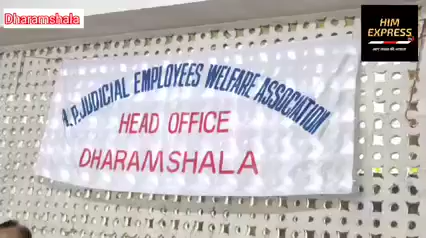 Dharamshala
HIM
EXPRESS
H.P. JUDICIAL EMPLOYEES WELFARE ASSOCIATION
HEAD OFFICE
DHARAMSHALA